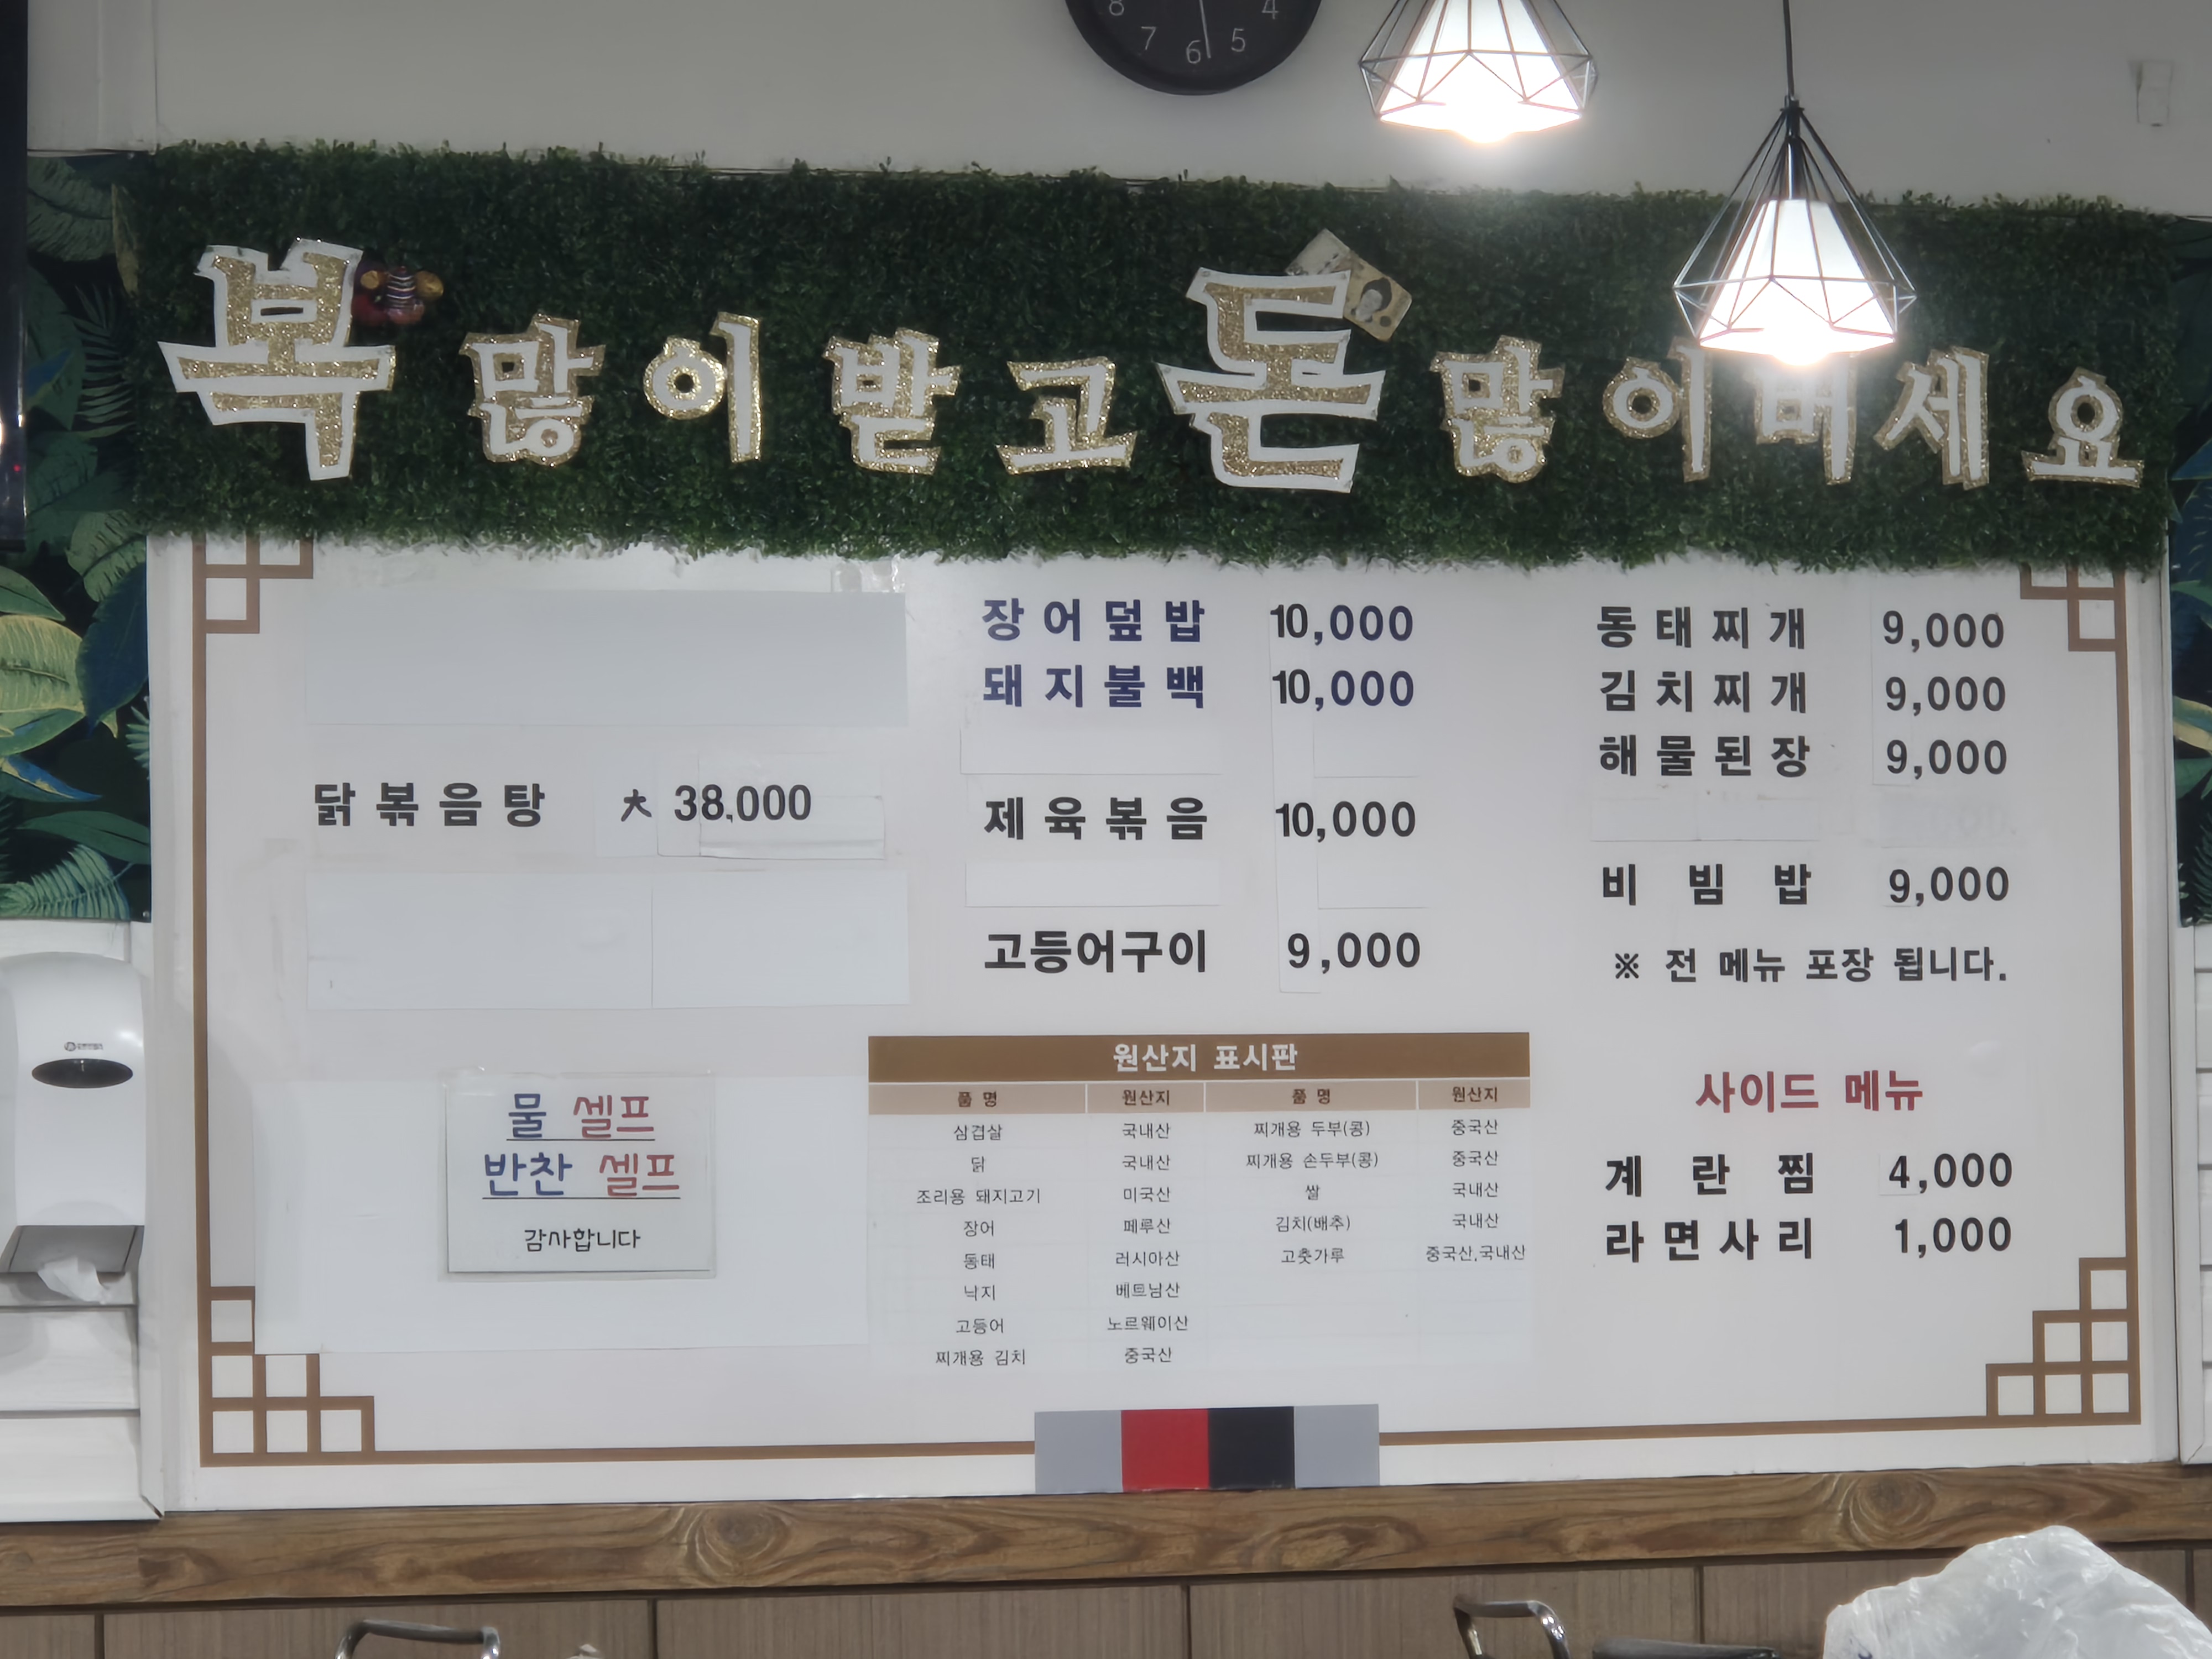 8 7 6 5 4
복 많이 받고 돈 많이 버세요
닭볶음탕 大 38,000
물 셀프
반찬 셀프
감사합니다
장어덮밥 10,000
돼지불백 10,000
제육볶음 10,000
고등어구이 9,000
동태찌개 9,000
김치찌개 9,000
해물된장 9,000
비빔밥 9,000
※ 전 메뉴 포장 됩니다.
원산지 표시판
품 명 원산지 품 명 원산지
삼겹살 국내산 찌개용 두부(콩) 중국산
닭 국내산 찌개용 손두부(콩) 중국산
조리용 돼지고기 미국산 쌀 국내산
장어 페루산 김치(배추) 국내산
동태 러시아산 고춧가루 중국산,국내산
낙지 베트남산
고등어 노르웨이산
찌개용 김치 중국산
사이드 메뉴
계란찜 4,000
라면사리 1,000